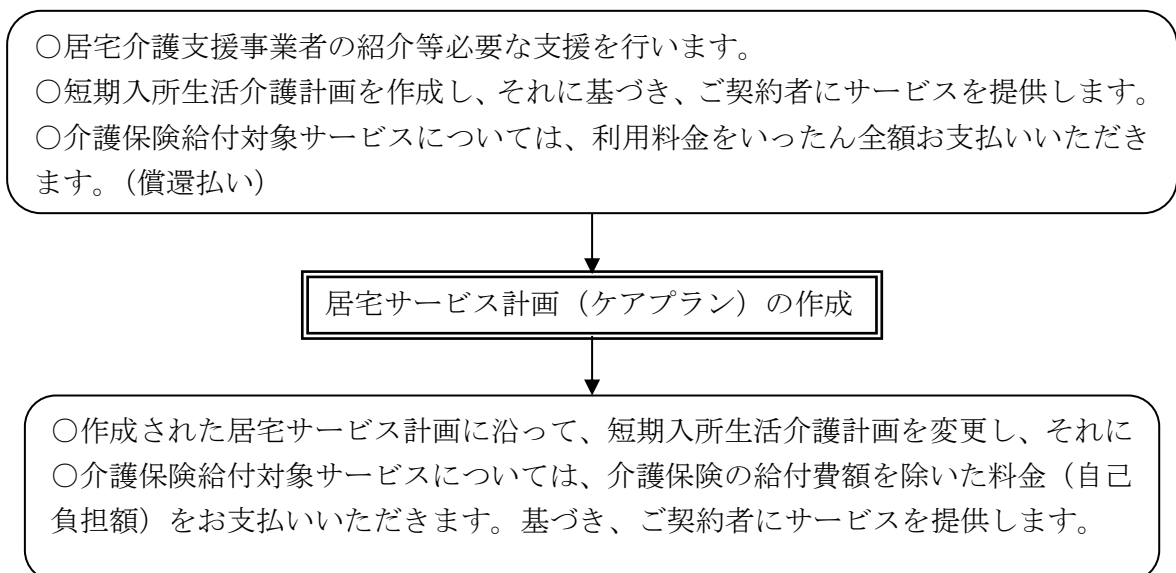 ○居宅介護支援事業者の紹介等必要な支援を行います。
○短期入所生活介護計画を作成し、それに基づき、ご契約者にサービスを提供します。
○介護保険給付対象サービスについては、利用料金をいったん全額お支払いいただき
ます。（償還払い）
居宅サービス計画（ケアプラン）の作成
○作成された居宅サービス計画に沿って、短期入所生活介護計画を変更し、それに
○介護保険給付対象サービスについては、介護保険の給付費額を除いた料金（自己
負担額）をお支払いいただきます。基づき、ご契約者にサービスを提供します。